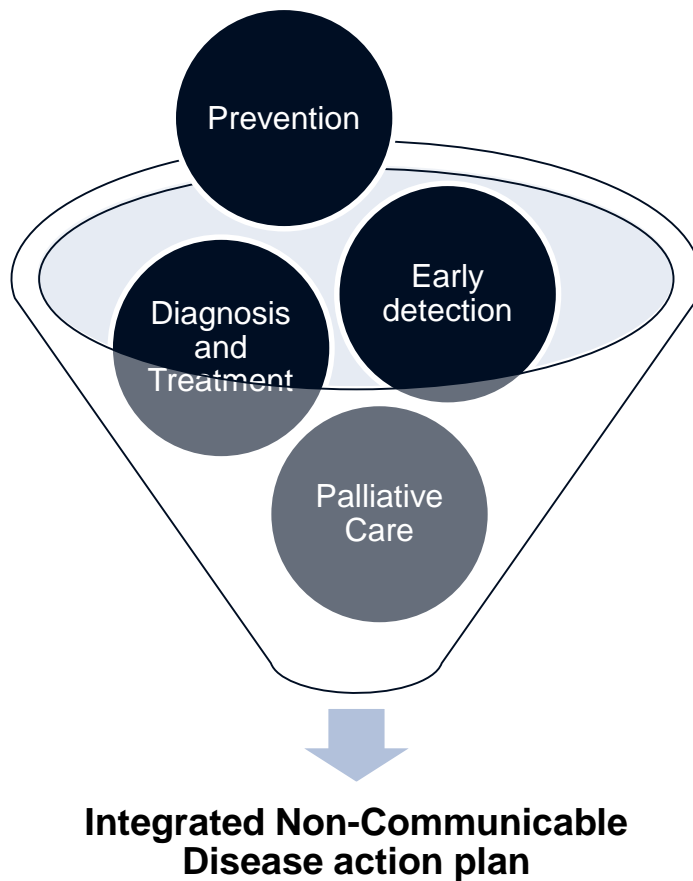 Prevention
Early
detection
Diagnosis
and
Treatment
Palliative
Care
Integrated Non-Communicable
Disease action plan